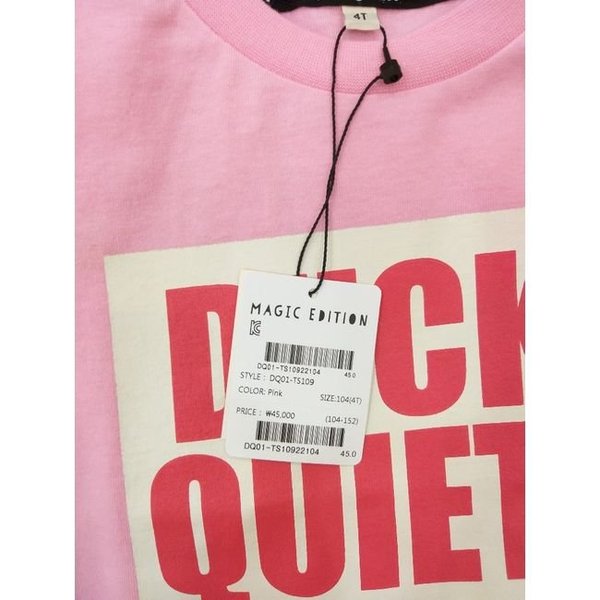 4T
MAGIC EDITION
DQ01-TS10922104 45.0
STYLE : DQ01-TS109
COLOR: Pink SIZE:104(4T)
PRICE : ₩45,000 (104-152)
DQ01-TS10922104 45.0
DUCK
QUIET